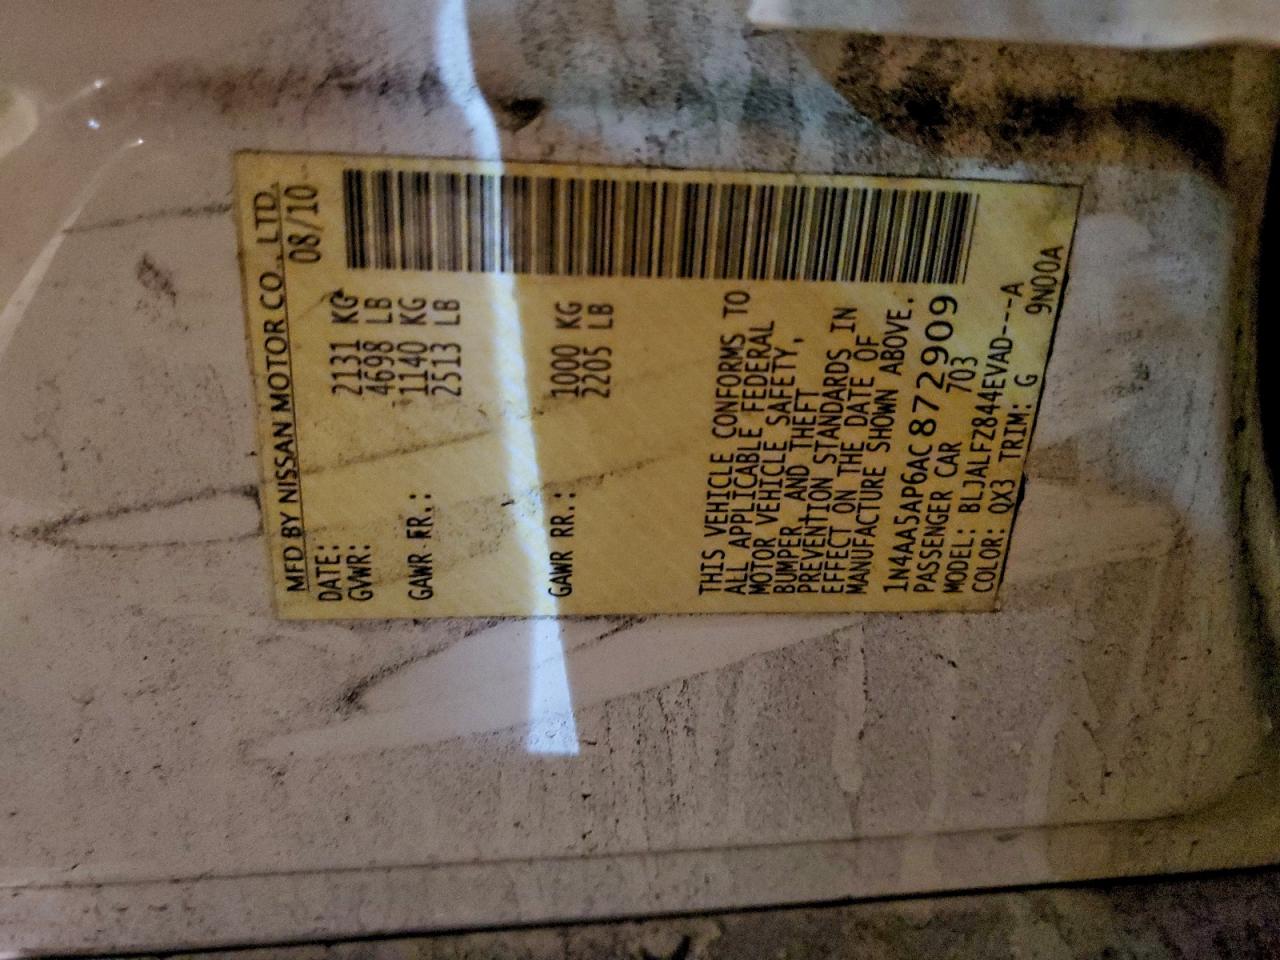 MFD BY NISSAN MOTOR CO., LTD.
DATE: 08/10
GVWR: 2131 KG
4698 LB
GAWR FR.: 1140 KG
2513 LB
GAWR RR.: 1000 KG
2205 LB
THIS VEHICLE CONFORMS TO
ALL APPLICABLE FEDERAL
MOTOR VEHICLE SAFETY,
BUMPER, AND THEFT
PREVENTION STANDARDS IN
EFFECT ON THE DATE OF
MANUFACTURE SHOWN ABOVE.
1N4AA5AP6AC872909
PASSENGER CAR 703
MODEL: BLJALFZ844EVAD---A
COLOR: QX3 TRIM: G 9N00A